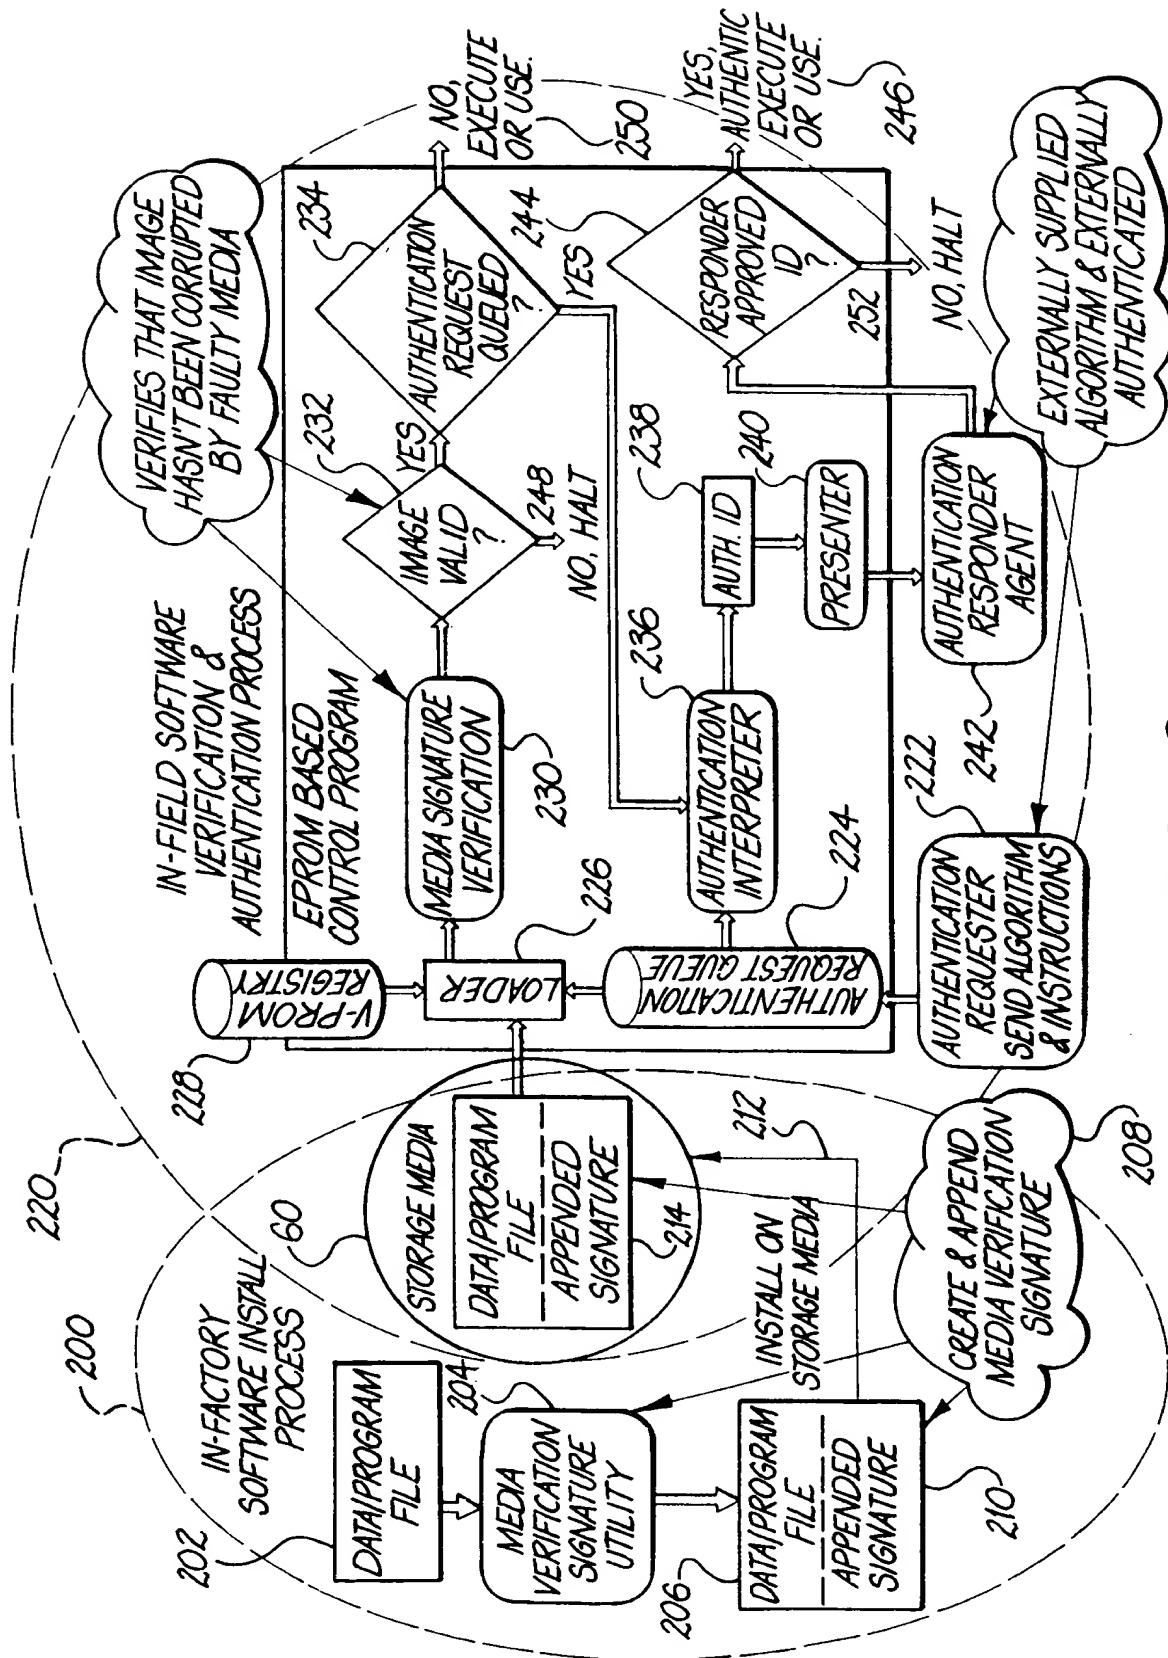 200
IN-FACTORY
SOFTWARE INSTALL
PROCESS
202
DATA/PROGRAM
FILE
204
MEDIA
VERIFICATION
SIGNATURE
UTILITY
206
DATA/PROGRAM
FILE
APPENDED
SIGNATURE
210
INSTALL ON
STORAGE MEDIA
212
CREATE & APPEND
MEDIA VERIFICATION
SIGNATURE
208
60
STORAGE MEDIA
DATA/PROGRAM
FILE
APPENDED
SIGNATURE
214
220
IN-FIELD SOFTWARE
VERIFICATION &
AUTHENTICATION PROCESS
228
V-PROM
REGISTRY
EPROM BASED
CONTROL PROGRAM
LOADER
226
AUTHENTICATION
REQUEST QUEUE
224
AUTHENTICATION
REQUESTER
SEND ALGORITHM
& INSTRUCTIONS
222
MEDIA SIGNATURE
VERIFICATION
230
VERIFIES THAT IMAGE
HASN'T BEEN CORRUPTED
BY FAULTY MEDIA
232
IMAGE
VALID
?
YES
248
NO, HALT
234
AUTHENTICATION
REQUEST
QUEUED
?
YES
NO,
EXECUTE
OR USE.
250
AUTHENTICATION
INTERPRETER
236
AUTH. ID
238
PRESENTER
240
AUTHENTICATION
RESPONDER
AGENT
242
244
RESPONDER
APPROVED
ID
?
YES,
AUTHENTIC
EXECUTE
OR USE.
246
252
NO, HALT
EXTERNALLY SUPPLIED
ALGORITHM & EXTERNALLY
AUTHENTICATED